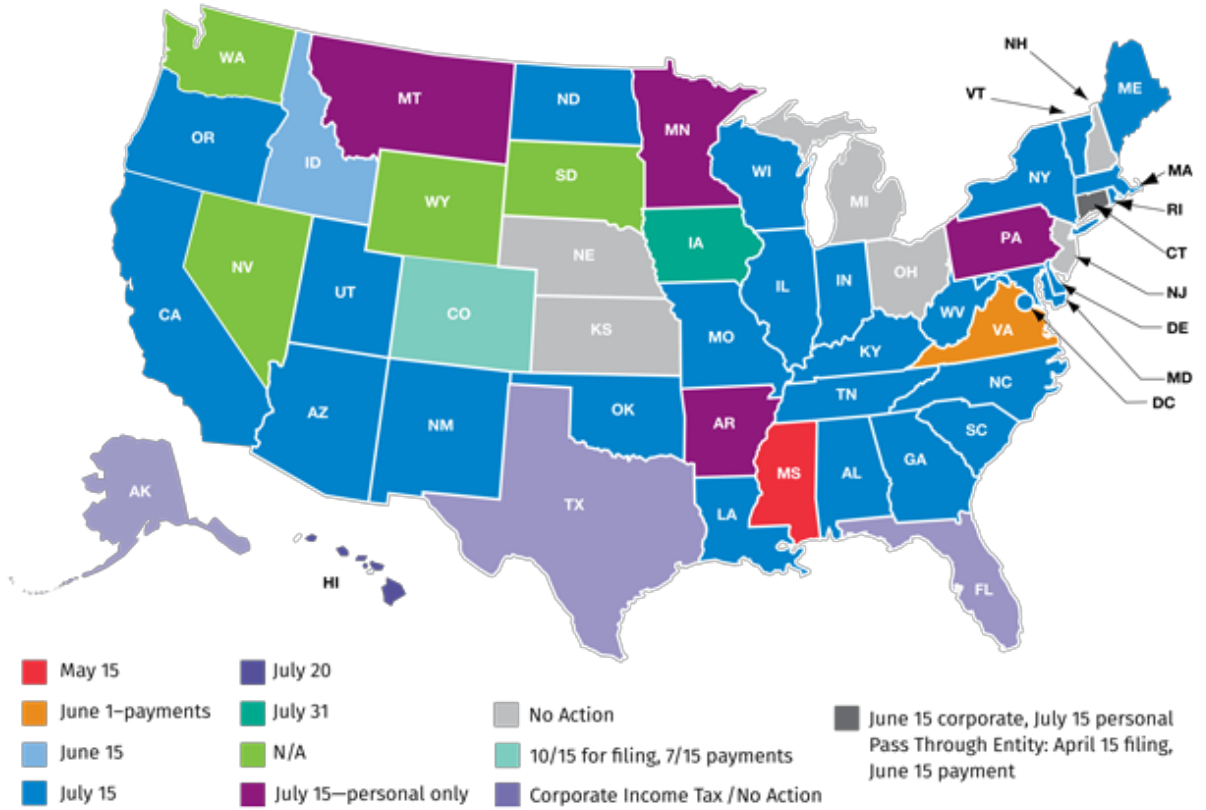 WA
MT
ND
MN
OR
ID
SD
WY
WI
MI
NY
ME
NH
VT
MA
RI
CT
NJ
DE
MD
DC
PA
IA
NE
NV
UT
CO
CA
KS
IL
IN
OH
WV
VA
MO
KY
AZ
NM
OK
AR
TN
NC
SC
MS
AL
GA
LA
TX
FL
AK
HI
May 15
June 1–payments
June 15
July 15
July 20
July 31
N/A
July 15—personal only
No Action
10/15 for filing, 7/15 payments
Corporate Income Tax /No Action
June 15 corporate, July 15 personal
Pass Through Entity: April 15 filing,
June 15 payment